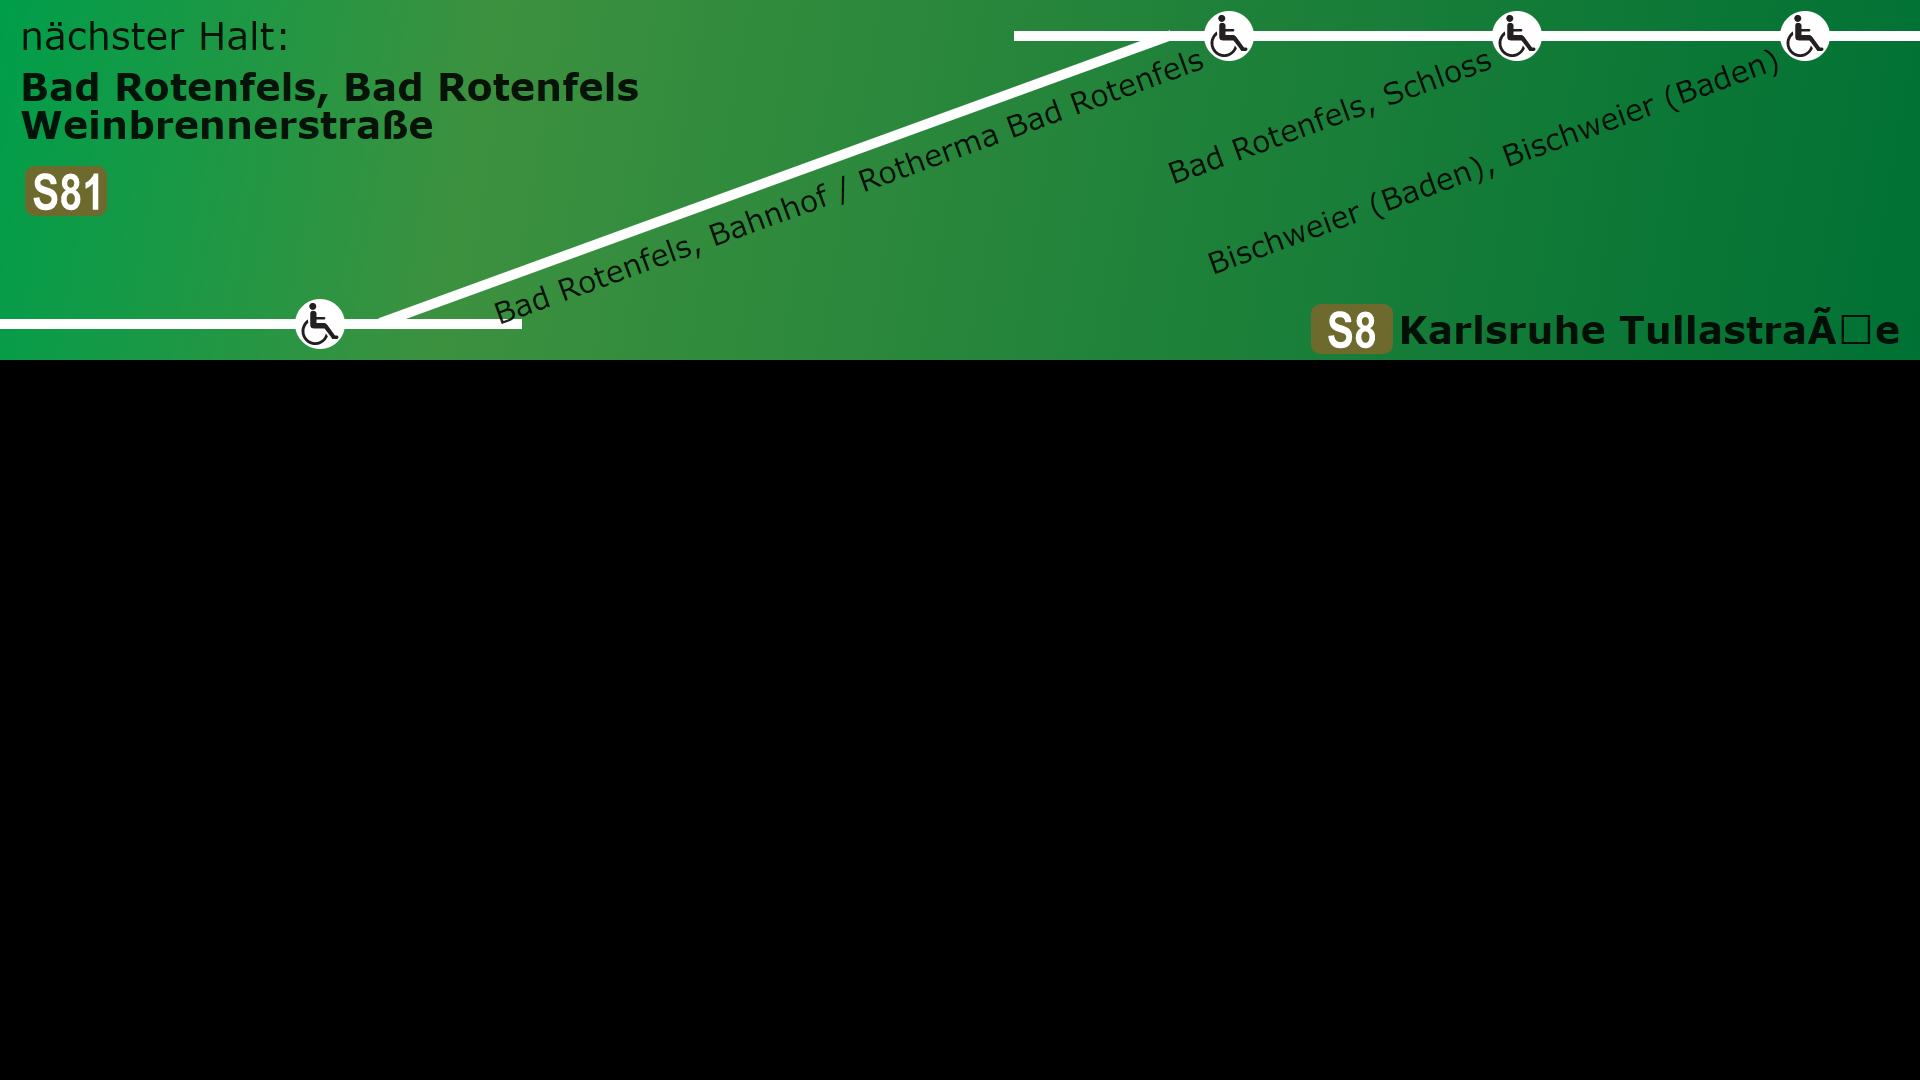 nächster Halt:
Bad Rotenfels, Bad Rotenfels
Weinbrennerstraße
S81
Bad Rotenfels, Bahnhof / Rotherma Bad Rotenfels
Bad Rotenfels, Schloss
Bischweier (Baden), Bischweier (Baden)
S8 Karlsruhe TullastraÃ□e